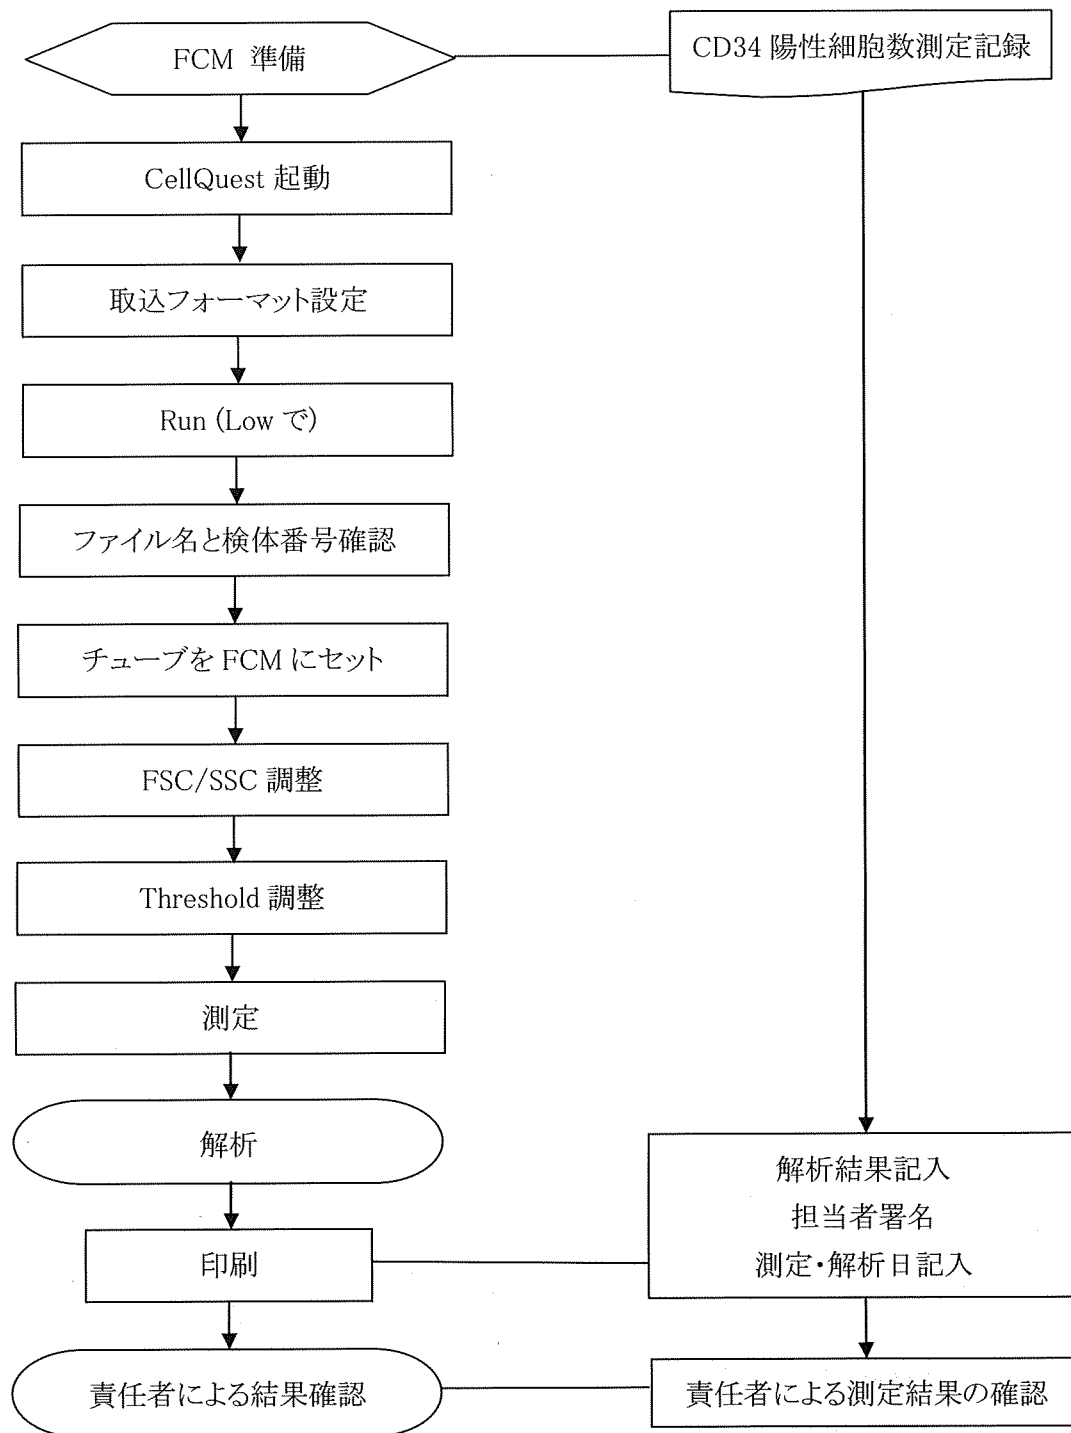 FCM 準備
CD34 陽性細胞数測定記録
CellQuest 起動
取込フォーマット設定
Run (Low で)
ファイル名と検体番号確認
チューブを FCM にセット
FSC/SSC 調整
Threshold 調整
測定
解析
解析結果記入
担当者署名
測定・解析日記入
印刷
責任者による結果確認
責任者による測定結果の確認